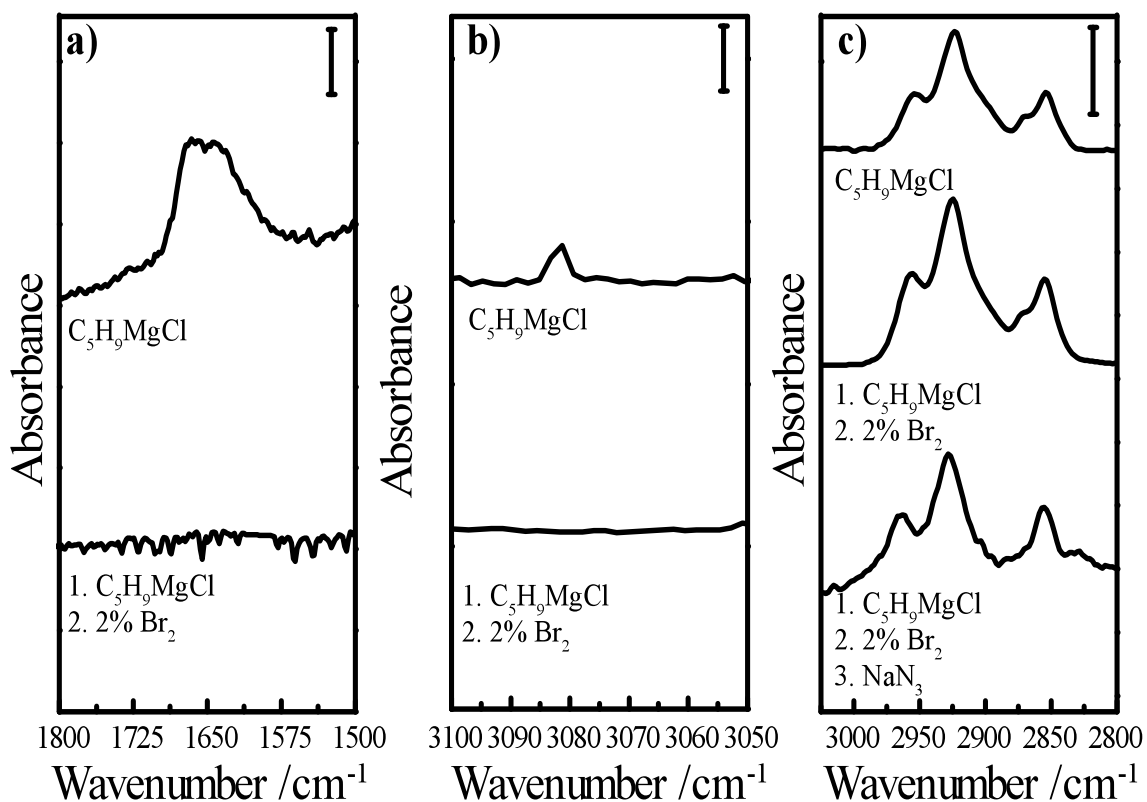 a)
Absorbance
C₅H₉MgCl
1. C₅H₉MgCl
2. 2% Br₂
1800 1725 1650 1575 1500
Wavenumber /cm⁻¹
b)
Absorbance
C₅H₉MgCl
1. C₅H₉MgCl
2. 2% Br₂
3100 3090 3080 3070 3060 3050
Wavenumber /cm⁻¹
c)
Absorbance
C₅H₉MgCl
1. C₅H₉MgCl
2. 2% Br₂
1. C₅H₉MgCl
2. 2% Br₂
3. NaN₃
3000 2950 2900 2850 2800
Wavenumber /cm⁻¹